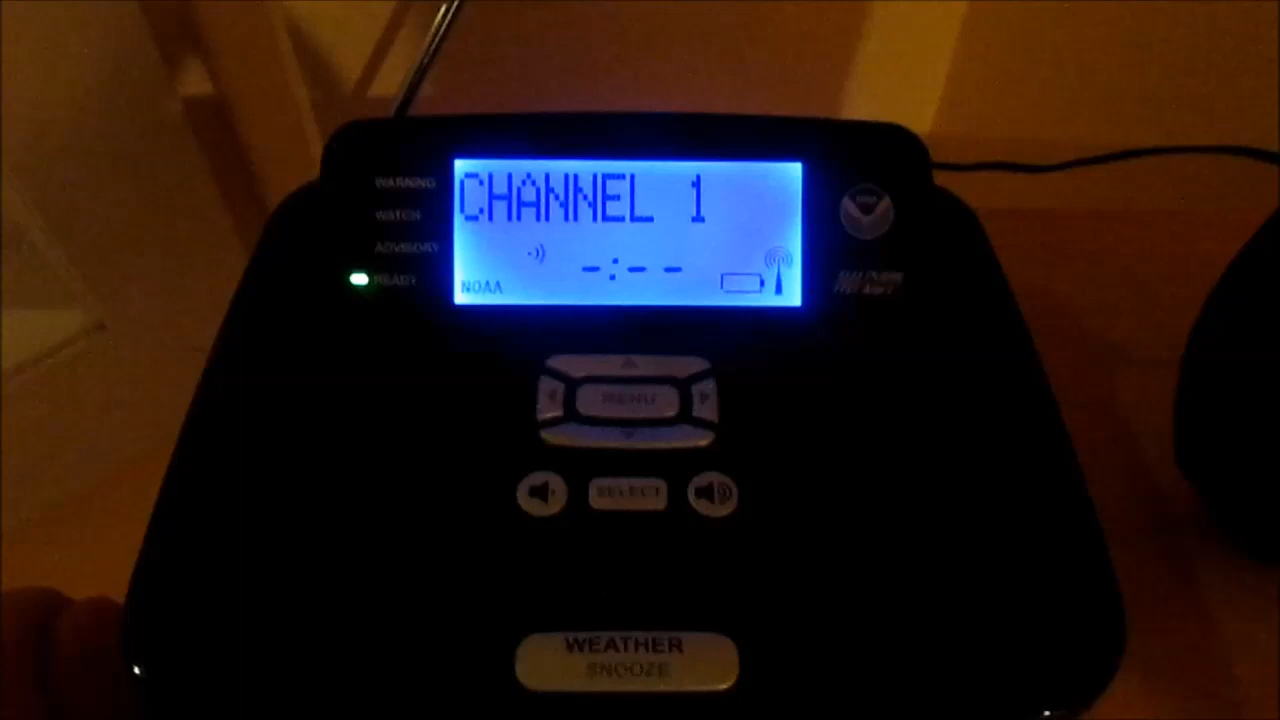 WARNING
WATCH
ADVISORY
READY
CHANNEL 1
-:--
NOAA
MENU
SELECT
WEATHER
SNOOZE